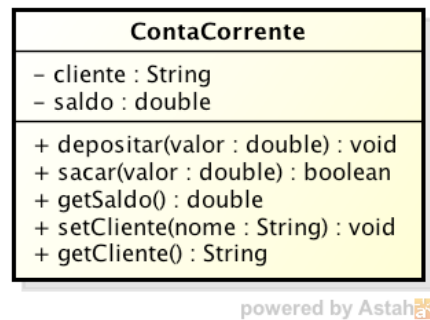 ContaCorrente
- cliente : String
- saldo : double
+ depositar(valor : double) : void
+ sacar(valor : double) : boolean
+ getSaldo() : double
+ setCliente(nome : String) : void
+ getCliente() : String
powered by Astah